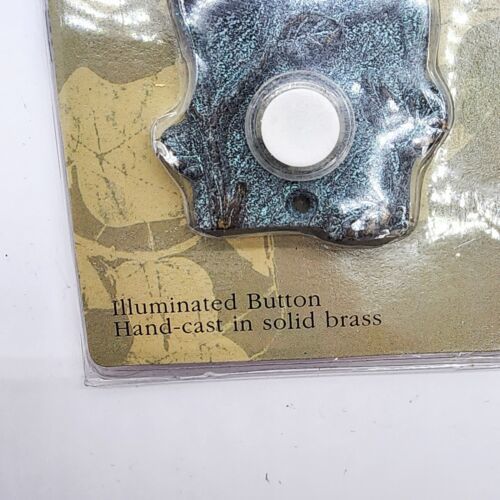 Illuminated Button
Hand-cast in solid brass